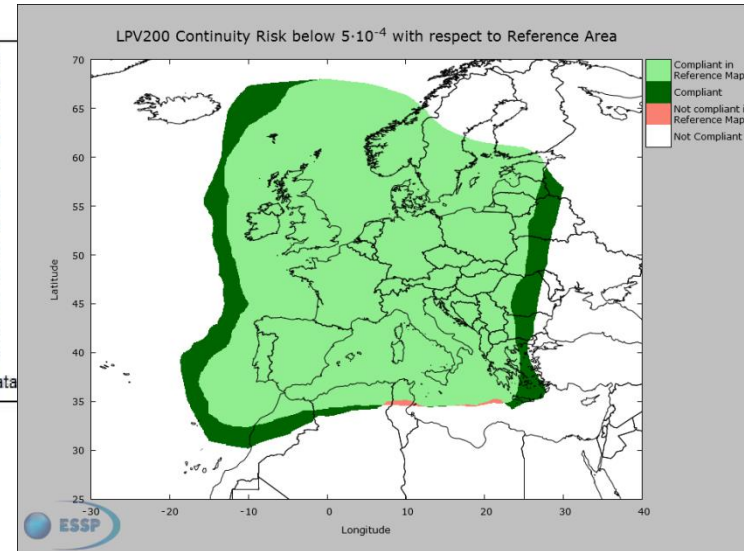 LPV200 Continuity Risk below 5·10⁻⁴ with respect to Reference Area
70
65
60
55
50
45
40
35
30
25
Latitude
-30
-20
-10
0
10
20
30
40
Longitude
Compliant in
Reference Map
Compliant
Not compliant i
Reference Map
Not Compliant
ata
ESSP